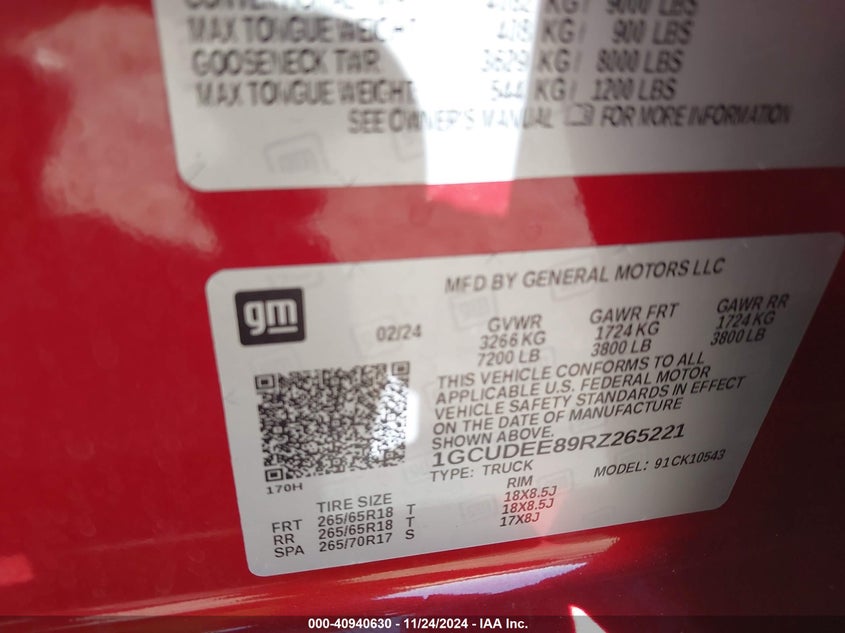 KG / 9000 LBS
MAX TONGUE WEIGHT 408 KG / 900 LBS
GOOSENECK TWR 3629 KG / 8000 LBS
MAX TONGUE WEIGHT 544 KG / 1200 LBS
SEE OWNER'S MANUAL FOR MORE INFORMATION
MFD BY GENERAL MOTORS LLC
gm
02/24
GVWR GAWR FRT GAWR RR
3266 KG 1724 KG 1724 KG
7200 LB 3800 LB 3800 LB
THIS VEHICLE CONFORMS TO ALL
APPLICABLE U.S. FEDERAL MOTOR
VEHICLE SAFETY STANDARDS IN EFFECT
ON THE DATE OF MANUFACTURE
SHOWN ABOVE.
1GCUDEE89RZ265221
TYPE: TRUCK MODEL: 91CK10543
170H
TIRE SIZE RIM
FRT 265/65R18 T 18X8.5J
RR 265/65R18 T 18X8.5J
SPA 265/70R17 S 17X8J
000-40940630 - 11/24/2024 - IAA Inc.